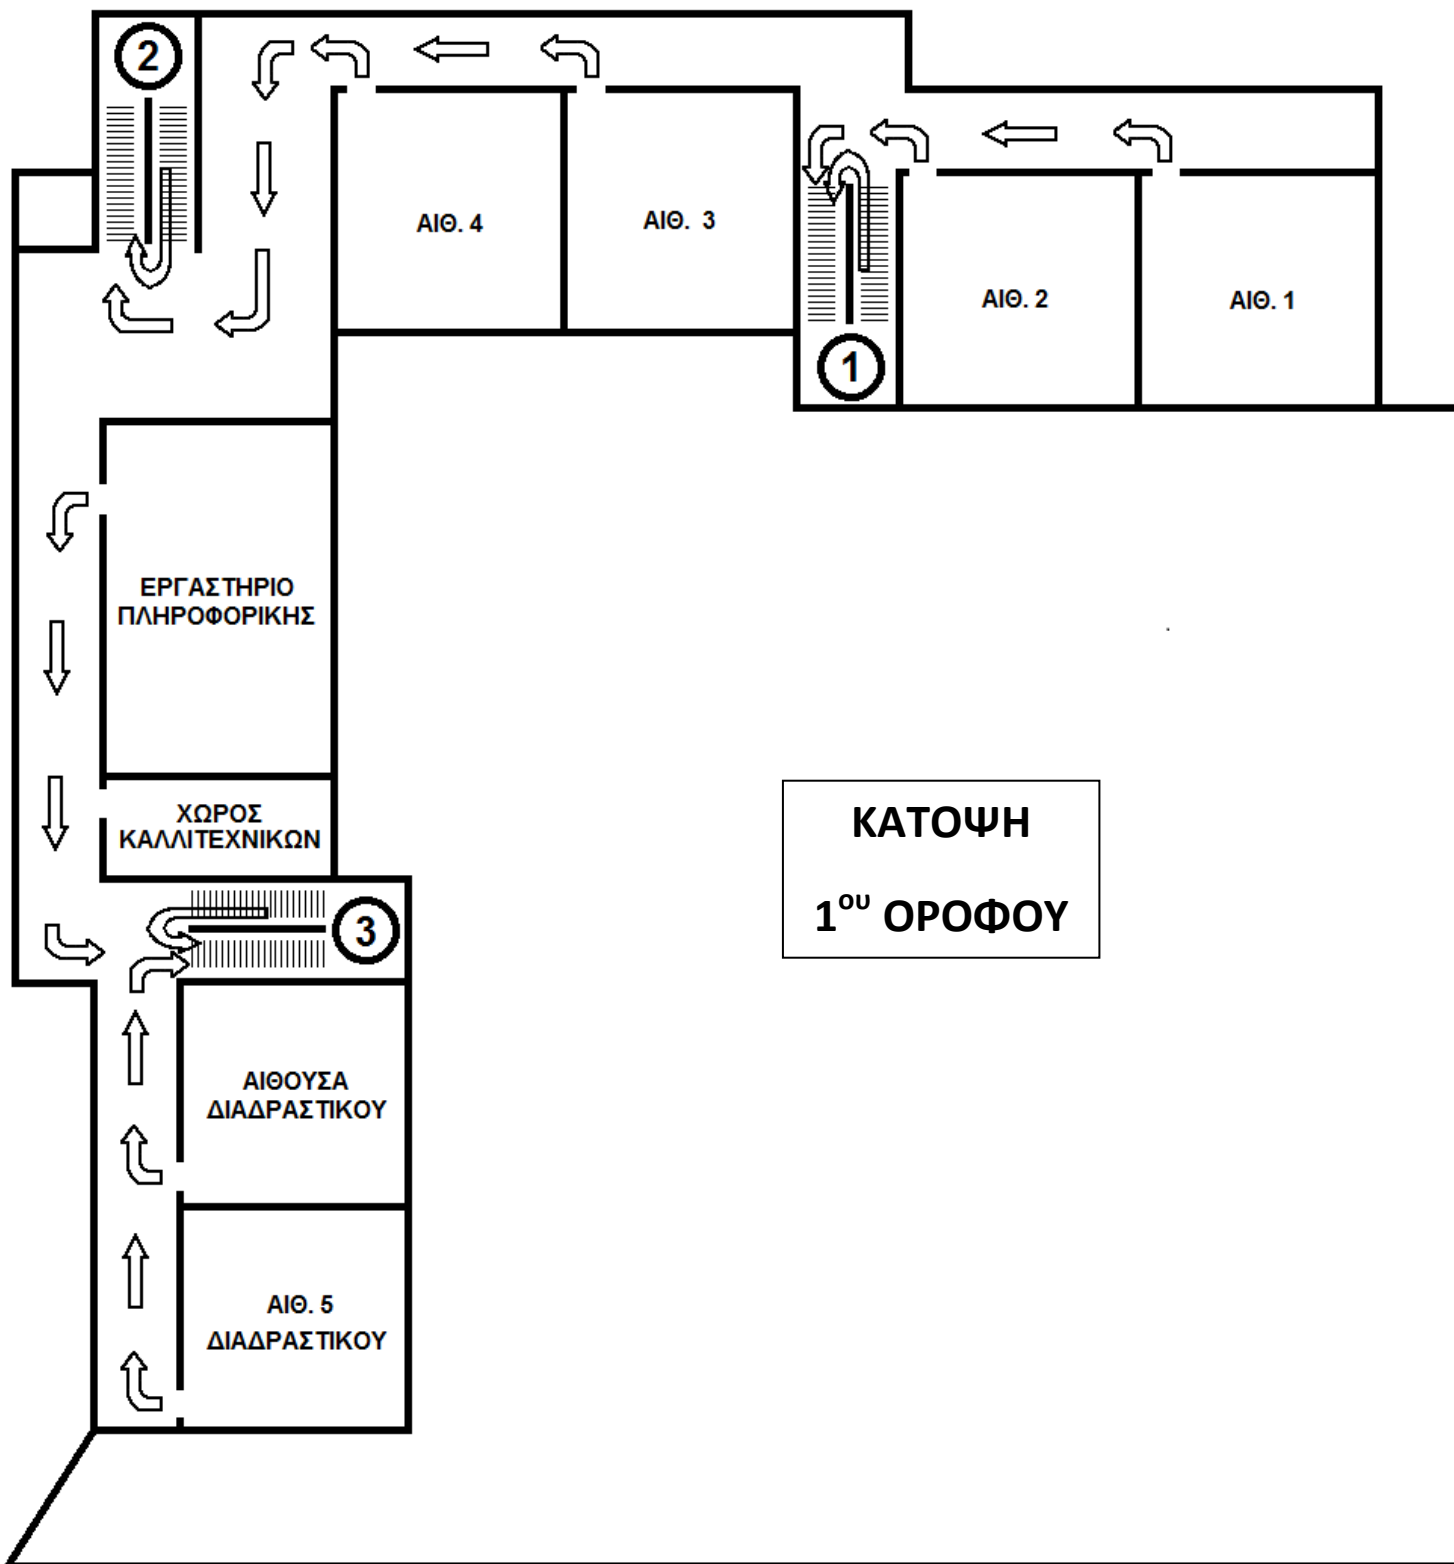 2
ΑΙΘ. 4
ΑΙΘ. 3
ΑΙΘ. 2
ΑΙΘ. 1
1
ΕΡΓΑΣΤΗΡΙΟ
ΠΛΗΡΟΦΟΡΙΚΗΣ
ΧΩΡΟΣ
ΚΑΛΛΙΤΕΧΝΙΚΩΝ
ΚΑΤΟΨΗ
1ου ΟΡΟΦΟΥ
3
ΑΙΘΟΥΣΑ
ΔΙΑΔΡΑΣΤΙΚΟΥ
ΑΙΘ. 5
ΔΙΑΔΡΑΣΤΙΚΟΥ